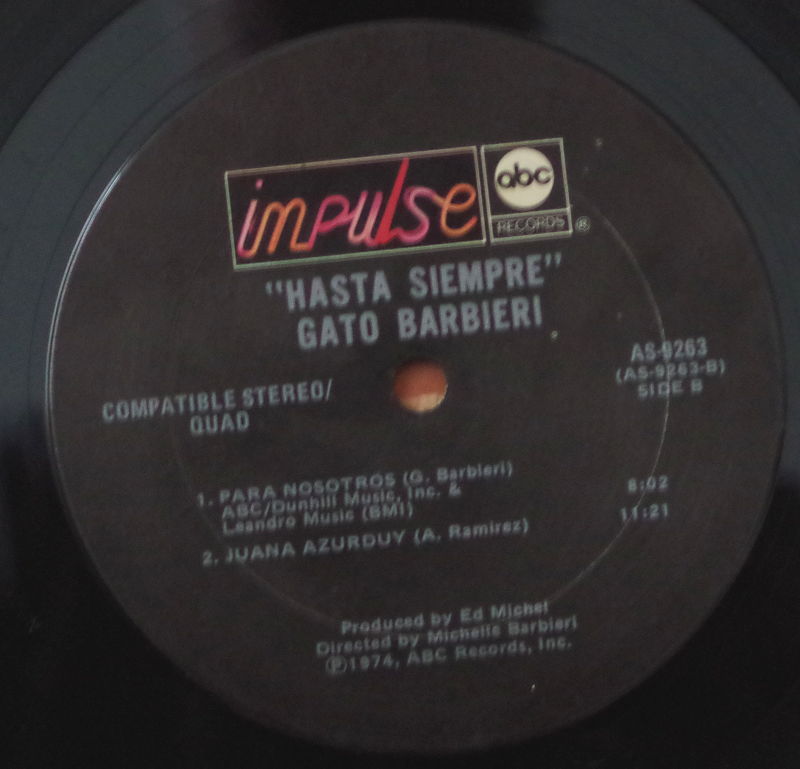 impulse
abc
RECORDS ®
"HASTA SIEMPRE"
GATO BARBIERI
AS-9263
(AS-9263-B)
SIDE B
COMPATIBLE STEREO/
QUAD
1. PARA NOSOTROS (G. Barbieri) 8:02
ABC/Dunhill Music, Inc. &
Leandro Music (BMI)
2. JUANA AZURDUY (A. Ramirez) 11:21
Produced by Ed Michel
Directed by Michelle Barbieri
Ⓟ1974, ABC Records, Inc.